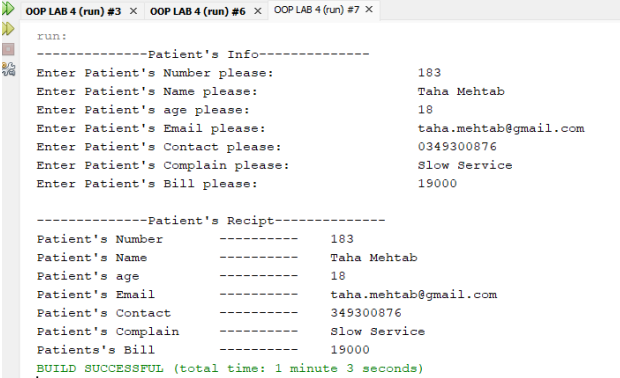 OOP LAB 4 (run) #3 × OOP LAB 4 (run) #6 × OOP LAB 4 (run) #7 ×
run:
--------------Patient's Info--------------
Enter Patient's Number please: 183
Enter Patient's Name please: Taha Mehtab
Enter Patient's age please: 18
Enter Patient's Email please: taha.mehtab@gmail.com
Enter Patient's Contact please: 0349300876
Enter Patient's Complain please: Slow Service
Enter Patient's Bill please: 19000
--------------Patient's Recipt--------------
Patient's Number ---------- 183
Patient's Name ---------- Taha Mehtab
Patient's age ---------- 18
Patient's Email ---------- taha.mehtab@gmail.com
Patient's Contact ---------- 349300876
Patient's Complain ---------- Slow Service
Patients's Bill ---------- 19000
BUILD SUCCESSFUL (total time: 1 minute 3 seconds)